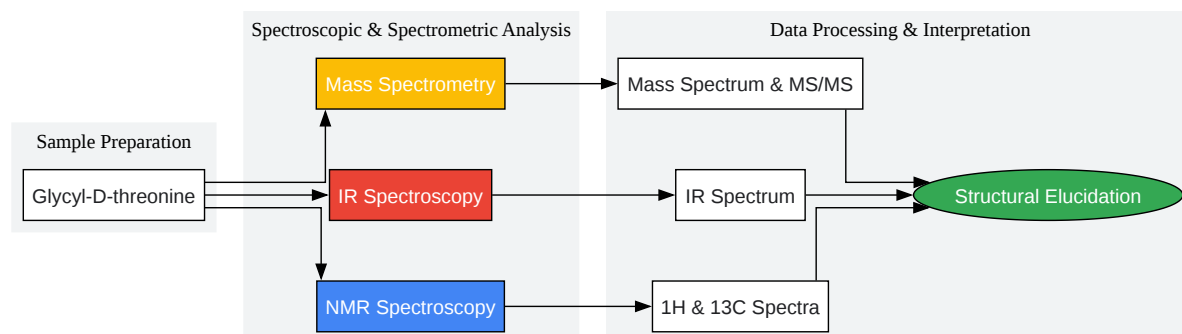 Spectroscopic & Spectrometric Analysis
Data Processing & Interpretation
Mass Spectrometry
Mass Spectrum & MS/MS
Sample Preparation
Glycyl-D-threonine
IR Spectroscopy
IR Spectrum
Structural Elucidation
NMR Spectroscopy
1H & 13C Spectra